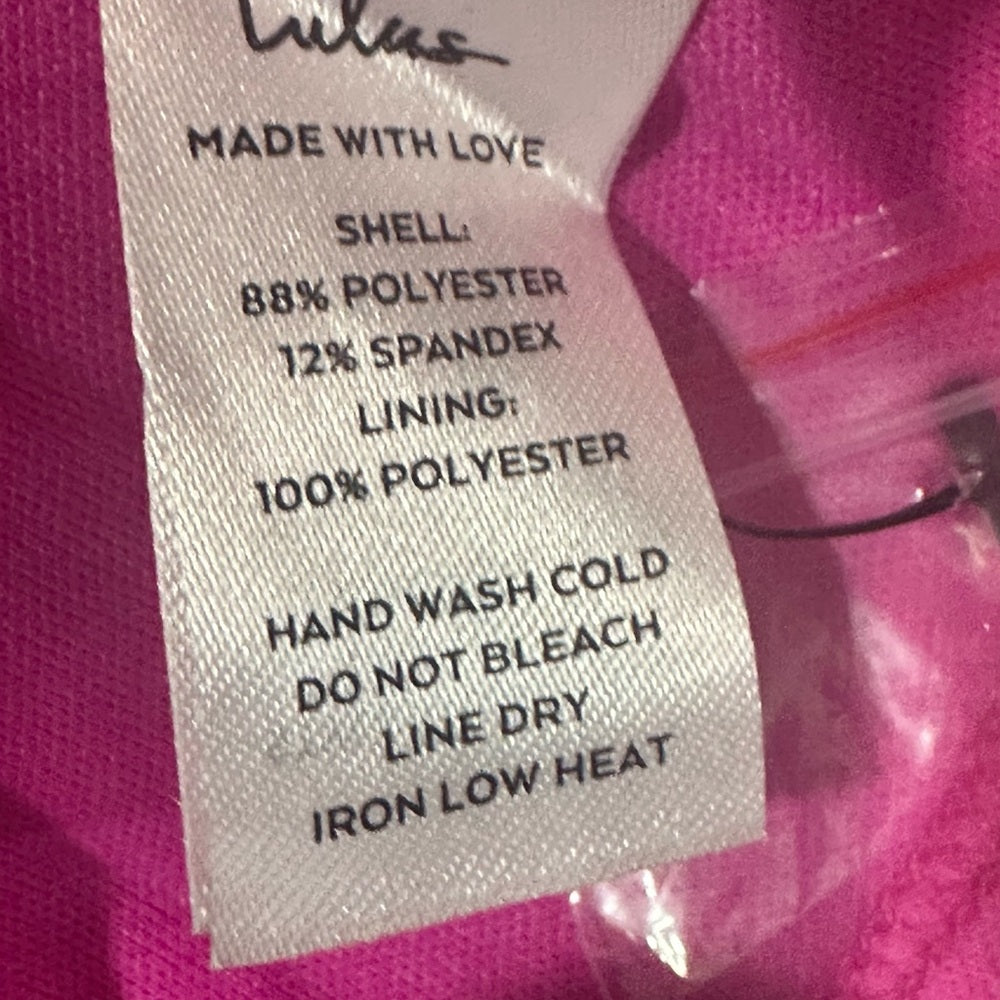 Lulus
MADE WITH LOVE
SHELL:
88% POLYESTER
12% SPANDEX
LINING:
100% POLYESTER
HAND WASH COLD
DO NOT BLEACH
LINE DRY
IRON LOW HEAT